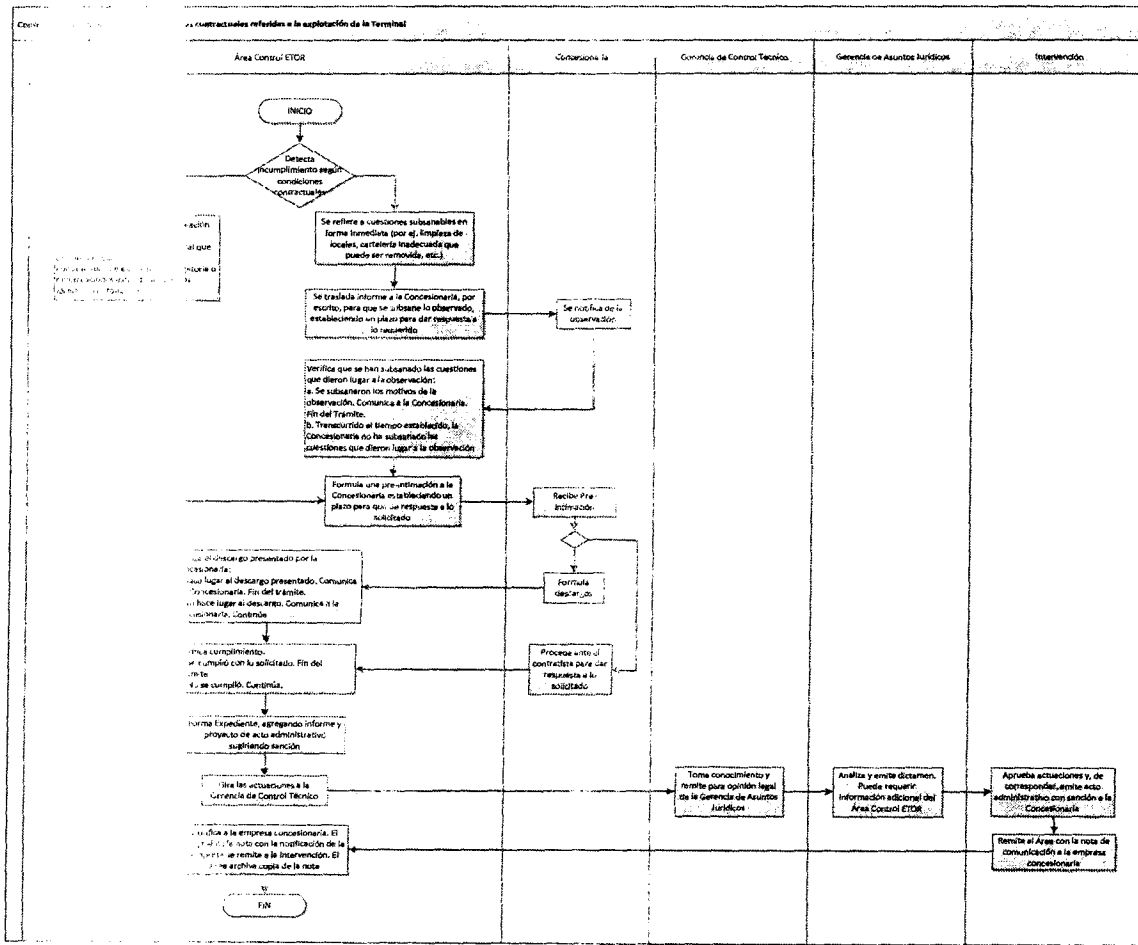 contractuales referidas a la explotación de la Terminal
Área Control ETOR
Concesionaria
Gerencia de Control Técnico
Gerencia de Asuntos Jurídicos
Intervención
INICIO
Detecta
incumplimiento según
condiciones
contractuales
Se refiere a cuestiones subsanables en
forma inmediata (por ej. limpieza de
locales, cartelería inadecuada que
puede ser removida, etc.)
al que
Se traslada informe a la Concesionaria, por
escrito, para que se subsane lo observado,
estableciendo un plazo para dar respuesta a
lo requerido
Se notifica de la
observación
Verifica que se han subsanado las cuestiones
que dieron lugar a la observación:
a. Se subsanaron los motivos de la
observación. Comunica a la Concesionaria.
Fin del Trámite.
b. Transcurrido el tiempo establecido, la
Concesionaria no ha subsanado las
cuestiones que dieron lugar a la observación
Formula una pre-intimación a la
Concesionaria estableciendo un
plazo para que de respuesta a lo
solicitado
Recibe Pre-
intimación
Formula
descargos
el descargo presentado por la
lugar al descargo presentado. Comunica
Concesionaria. Fin del trámite.
hace lugar al descargo. Comunica a la
Continúa
Procede ante el
contratista para dar
respuesta a lo
solicitado
cumplimiento.
cumplió con lo solicitado. Fin del
se cumplió. Continúa.
Expediente, agregando informe y
proyecto de acto administrativo
sugiriendo sanción
Gira las actuaciones a la
Gerencia de Control Técnico
Toma conocimiento y
remite para opinión legal
de la Gerencia de Asuntos
Jurídicos
Analiza y emite dictamen.
Puede requerir
información adicional del
Área Control ETOR
Aprueba actuaciones y, de
corresponder, emite acto
administrativo con sanción a la
Concesionaria
Remite al Área con la nota de
comunicación a la empresa
concesionaria
a la empresa concesionaria. El
nota con la notificación de la
se remite a la Intervención. El
archiva copia de la nota
FIN